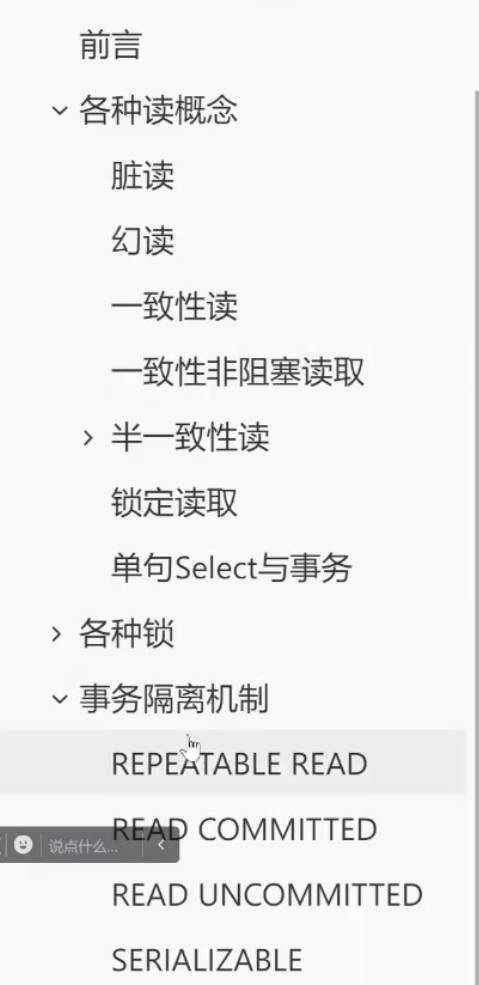 前言
各种读概念
脏读
幻读
一致性读
一致性非阻塞读取
半一致性读
锁定读取
单句Select与事务
各种锁
事务隔离机制
REPEATABLE READ
READ COMMITTED
说点什么...
READ UNCOMMITTED
SERIALIZABLE